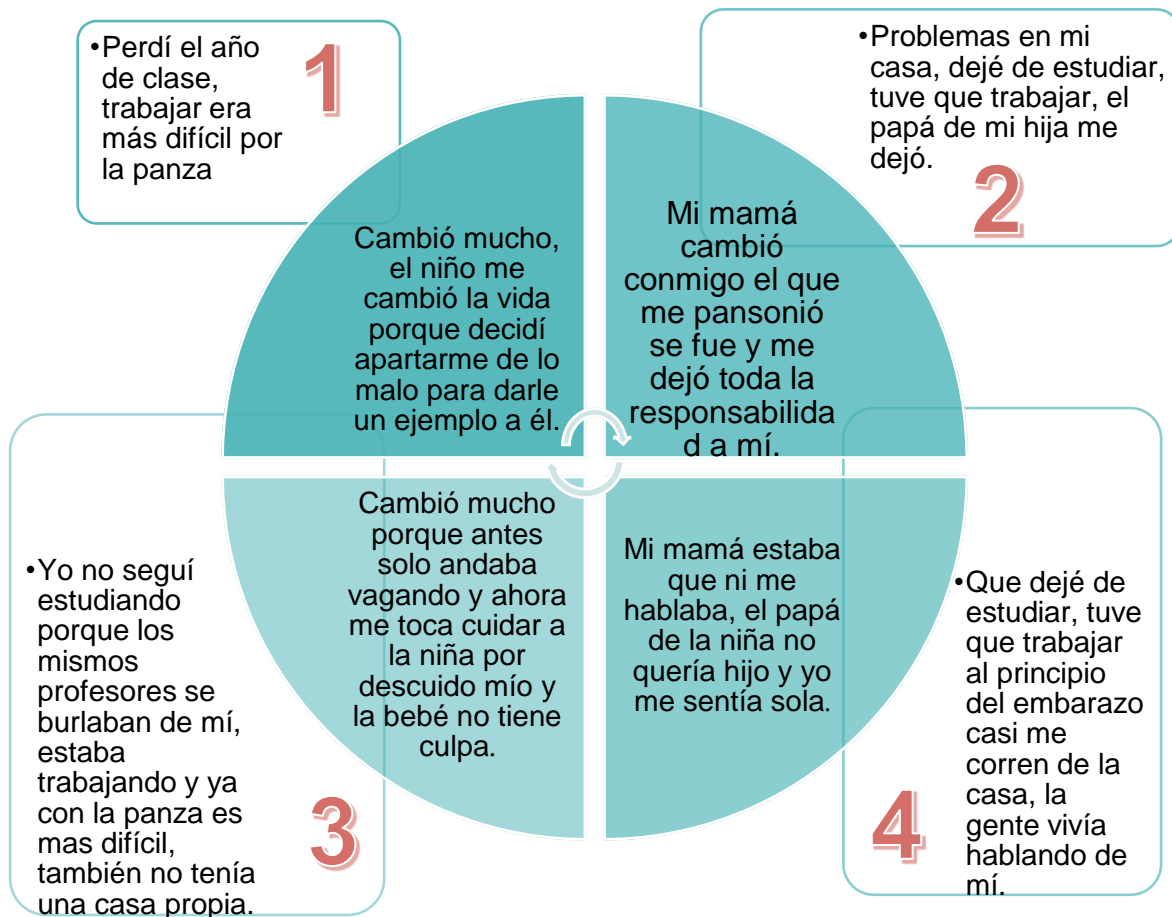 •Perdí el año
de clase,
trabajar era
más difícil por
la panza
1
•Problemas en mi
casa, dejé de estudiar,
tuve que trabajar, el
papá de mi hija me
dejó.
2
Cambió mucho,
el niño me
cambió la vida
porque decidí
apartarme de lo
malo para darle
un ejemplo a él.
Mi mamá
cambió
conmigo el que
me pansonió
se fue y me
dejó toda la
responsabilida
d a mí.
Cambió mucho
porque antes
solo andaba
vagando y ahora
me toca cuidar a
la niña por
descuido mío y
la bebé no tiene
culpa.
Mi mamá estaba
que ni me
hablaba, el papá
de la niña no
quería hijo y yo
me sentía sola.
•Yo no seguí
estudiando
porque los
mismos
profesores se
burlaban de mí,
estaba
trabajando y ya
con la panza es
mas difícil,
también no tenía
una casa propia.
3
•Que dejé de
estudiar, tuve
que trabajar
al principio
del embarazo
casi me
corren de la
casa, la
gente vivía
hablando de
mí.
4